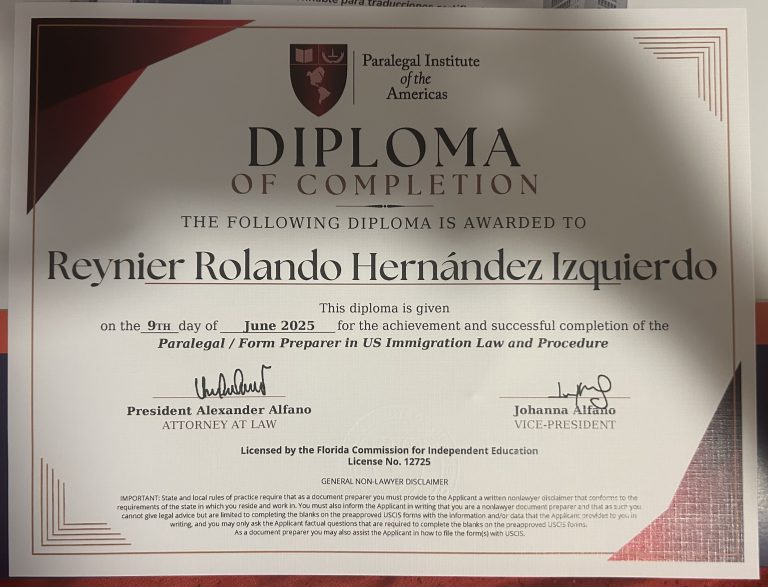 para traducciones
Paralegal Institute
of the
Americas
DIPLOMA
OF COMPLETION
THE FOLLOWING DIPLOMA IS AWARDED TO
Reynier Rolando Hernández Izquierdo
This diploma is given
on the 9TH day of June 2025 for the achievement and successful completion of the
Paralegal / Form Preparer in US Immigration Law and Procedure
President Alexander Alfano
ATTORNEY AT LAW
Johanna Alfano
VICE-PRESIDENT
Licensed by the Florida Commission for Independent Education
License No. 12725
GENERAL NON-LAWYER DISCLAIMER
IMPORTANT: State and local rules of practice require that as a document preparer you must provide to the Applicant a written nonlawyer disclaimer that conforms to the
requirements of the state in which you reside and work in. You must also inform the Applicant in writing that you are a nonlawyer document preparer and that as such you
cannot give legal advice but are limited to completing the blanks on the preapproved USCIS forms with the information and/or data that the Applicant provides to you in
writing, and you may only ask the Applicant factual questions that are required to complete the blanks on the preapproved USCIS forms.
As a document preparer you may also assist the Applicant in how to file the form(s) with USCIS.